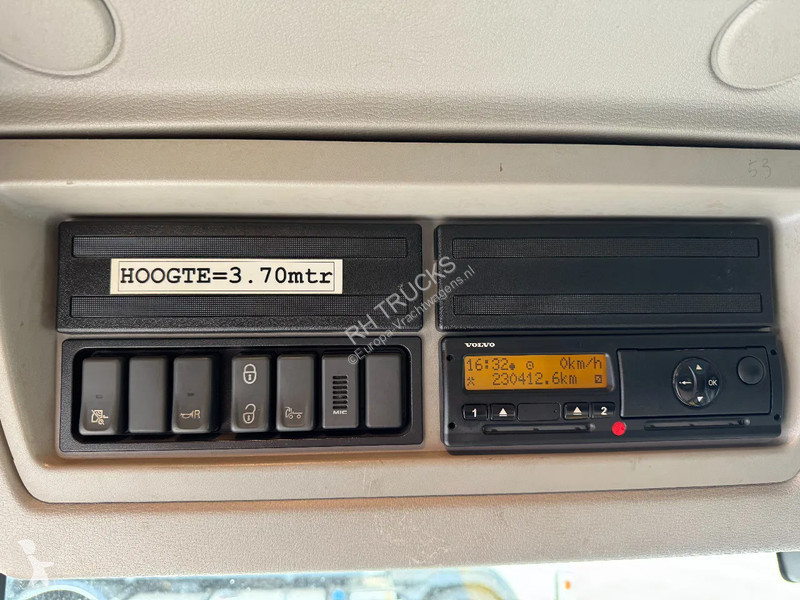 53
HOOGTE=3.70mtr
RH TRUCKS
©Europa.Vrachtwagens.nl
VOLVO
16:32 0km/h
230412.6km
1 2
OK
R
MIC